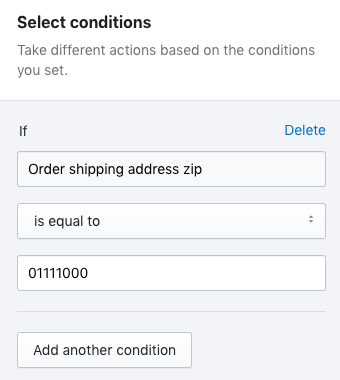 Select conditions
Take different actions based on the conditions
you set.
If
Delete
Order shipping address zip
is equal to
01111000
Add another condition